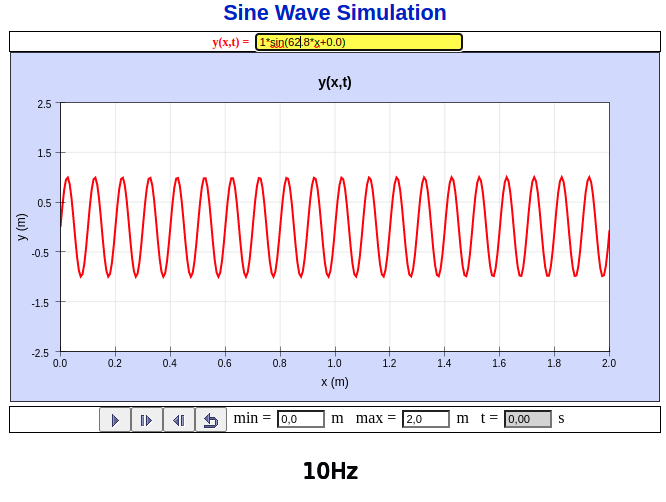 Sine Wave Simulation
y(x,t) = 1*sin(62.8*x+0.0)
y(x,t)
2.5
1.5
0.5
-0.5
-1.5
-2.5
y (m)
0.0 0.2 0.4 0.6 0.8 1.0 1.2 1.4 1.6 1.8 2.0
x (m)
min = 0,0 m max = 2,0 m t = 0,00 s
10Hz